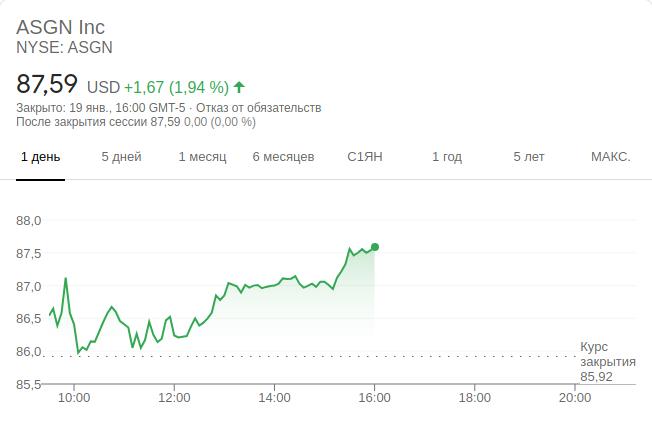 ASGN Inc
NYSE: ASGN
87,59 USD +1,67 (1,94 %)
Закрыто: 19 янв., 16:00 GMT-5 · Отказ от обязательств
После закрытия сессии 87,59 0,00 (0,00 %)
1 день 5 дней 1 месяц 6 месяцев С1ЯН 1 год 5 лет МАКС.
88,0
87,5
87,0
86,5
86,0
85,5
Курс
закрытия
85,92
10:00 12:00 14:00 16:00 18:00 20:00